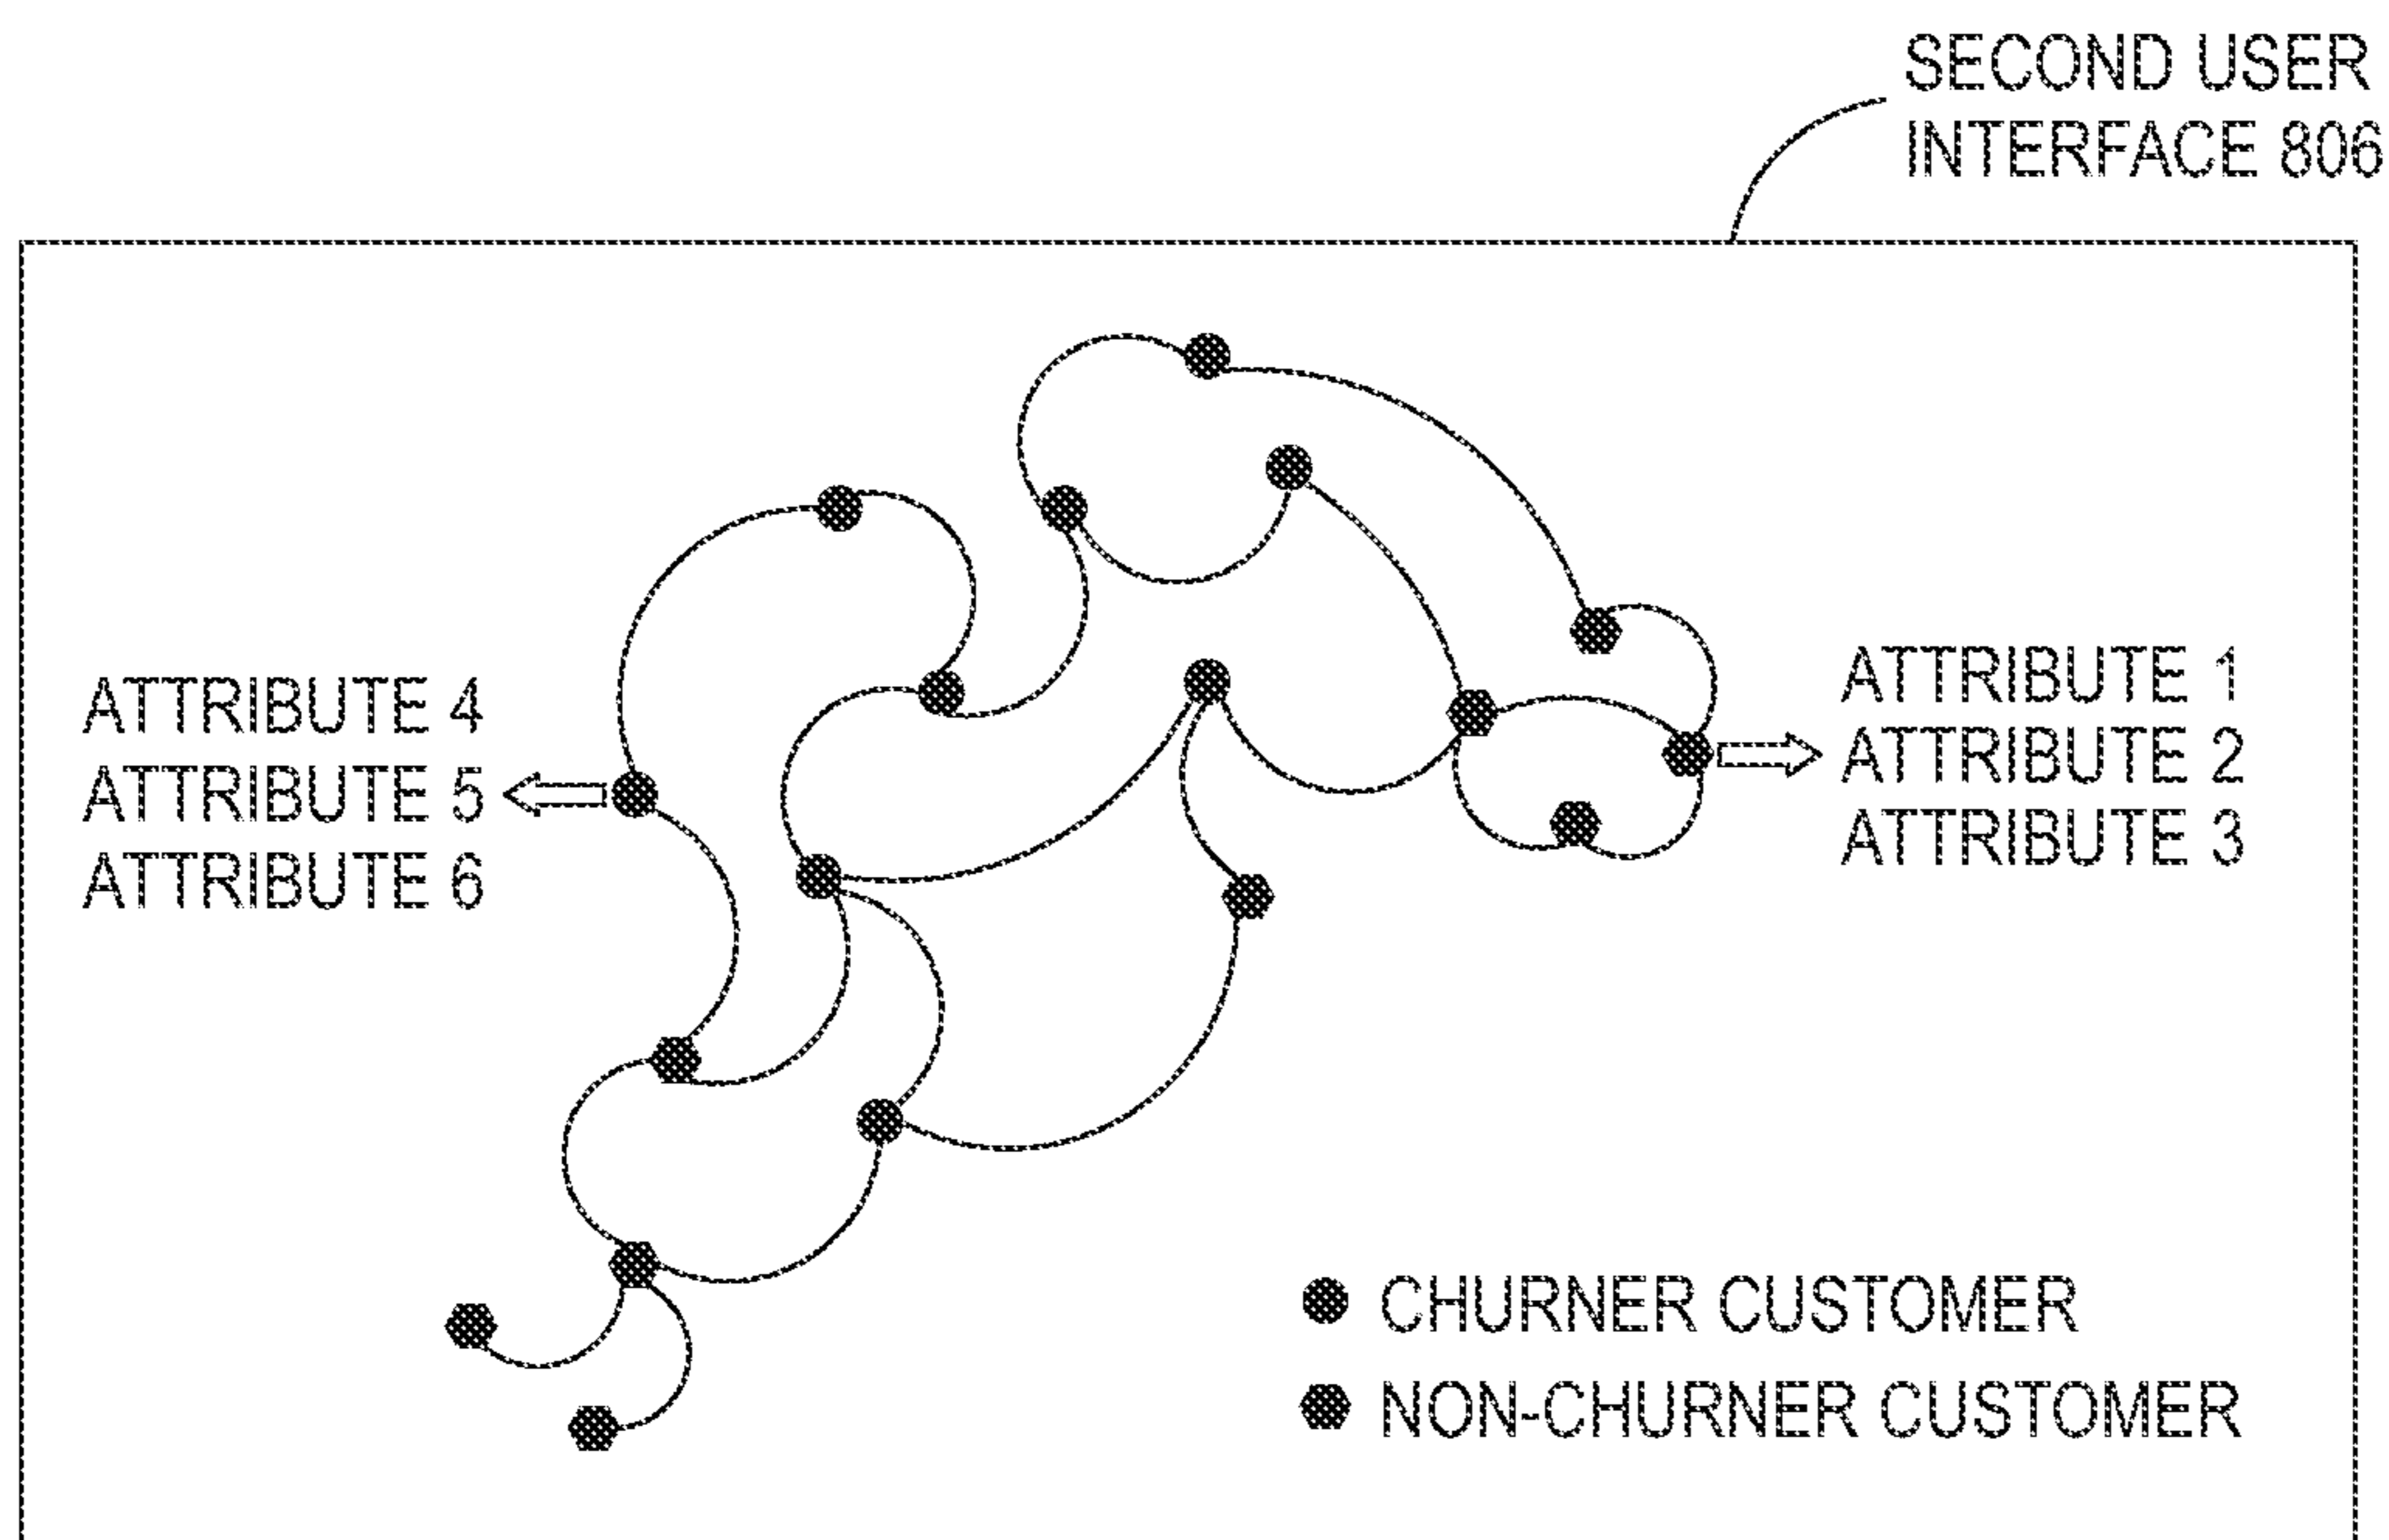 SECOND USER
INTERFACE 806
ATTRIBUTE 4
ATTRIBUTE 5
ATTRIBUTE 6
ATTRIBUTE 1
ATTRIBUTE 2
ATTRIBUTE 3
CHURNER CUSTOMER
NON-CHURNER CUSTOMER